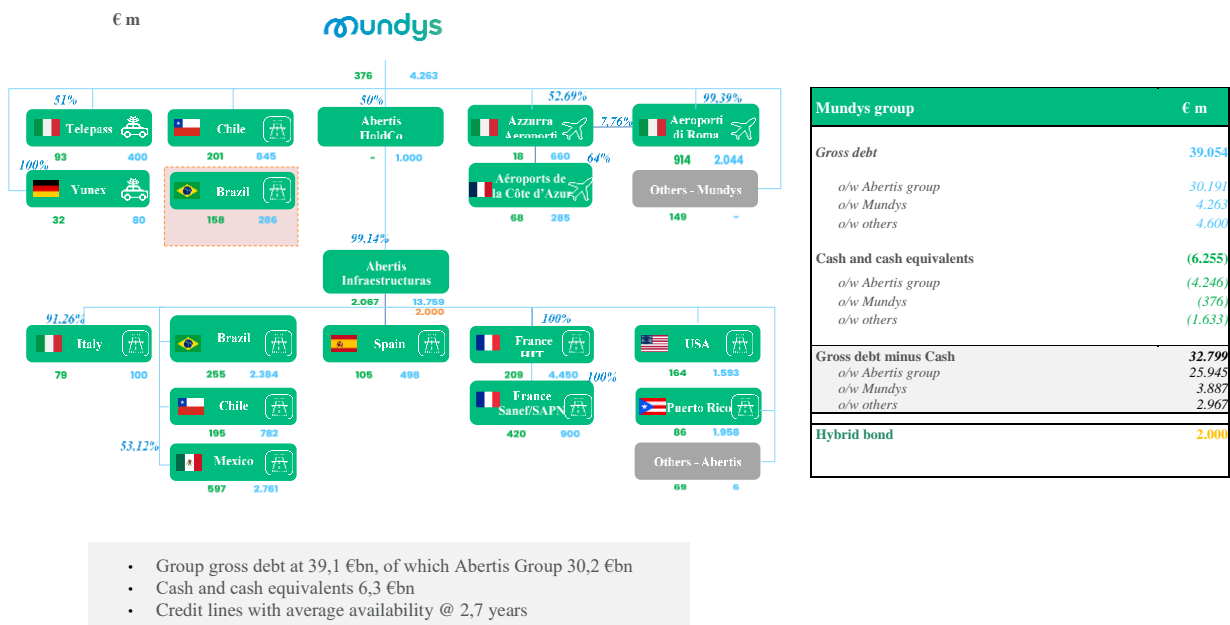 € m
mundys
376 4.263
51% 50% 52,69% 99,39%
Telepass Chile Abertis HoldCo Azzurra Aeroporti 7,76% Aeroporti di Roma
93 400 201 845 - 1.000 18 660 64% 914 2.044
100%
Yunex Brazil Aéroports de la Côte d’Azur Others - Mundys
32 80 158 286 68 285 149 -
99,14%
Abertis
Infraestructuras
2.067 13.759
2.000
91,26% 100%
Italy Brazil Spain France HIT USA
79 100 255 2.384 105 498 209 4.450 100% 164 1.593
Chile France Sanef/SAPN Puerto Rico
195 782 420 900 86 1.958
53,12%
Mexico Others - Abertis
597 2.761 69 6
Mundys group € m
Gross debt 39.054
o/w Abertis group 30.191
o/w Mundys 4.263
o/w others 4.600
Cash and cash equivalents (6.255)
o/w Abertis group (4.246)
o/w Mundys (376)
o/w others (1.633)
Gross debt minus Cash 32.799
o/w Abertis group 25.945
o/w Mundys 3.887
o/w others 2.967
Hybrid bond 2.000
• Group gross debt at 39,1 €bn, of which Abertis Group 30,2 €bn
• Cash and cash equivalents 6,3 €bn
• Credit lines with average availability @ 2,7 years